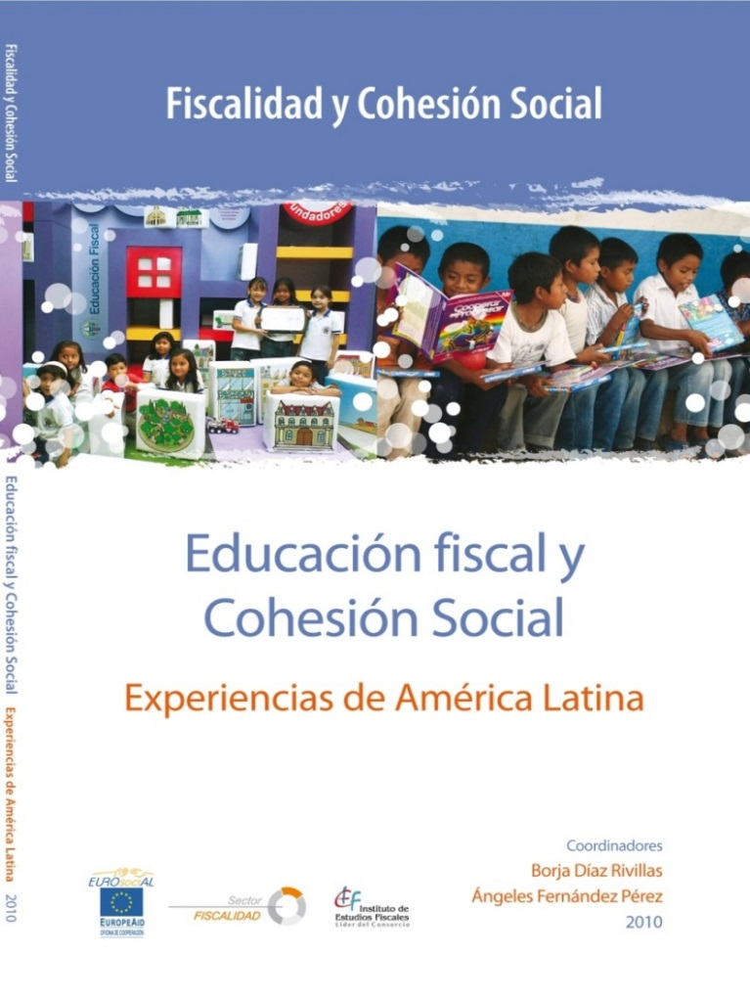 Fiscalidad y Cohesión Social
Fiscalidad y Cohesión Social
undadores
Educación Fiscal
Cooperar
Educación fiscal y
Cohesión Social
Experiencias de América Latina
Educación fiscal y Cohesión Social Experiencias de América Latina 2010
Coordinadores
Borja Díaz Rivillas
Ángeles Fernández Pérez
2010
EUROsociAL
EUROPEAID
OFICINA DE COOPERACIÓN
Sector
FISCALIDAD
IEF
Instituto de
Estudios Fiscales
Líder del Consorcio